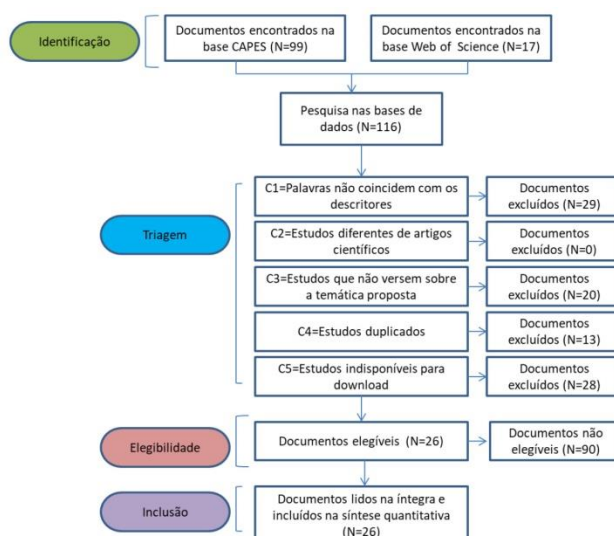 Identificação
Documentos encontrados na
base CAPES (N=99)
Documentos encontrados na
base Web of Science (N=17)
Pesquisa nas bases de
dados (N=116)
Triagem
C1=Palavras não coincidem com os
descritores
Documentos
excluídos (N=29)
C2=Estudos diferentes de artigos
científicos
Documentos
excluídos (N=0)
C3=Estudos que não versem sobre
a temática proposta
Documentos
excluídos (N=20)
C4=Estudos duplicados
Documentos
excluídos (N=13)
C5=Estudos indisponíveis para
download
Documentos
excluídos (N=28)
Elegibilidade
Documentos elegíveis (N=26)
Documentos não
elegíveis (N=90)
Inclusão
Documentos lidos na íntegra e
incluídos na síntese quantitativa
(N=26)